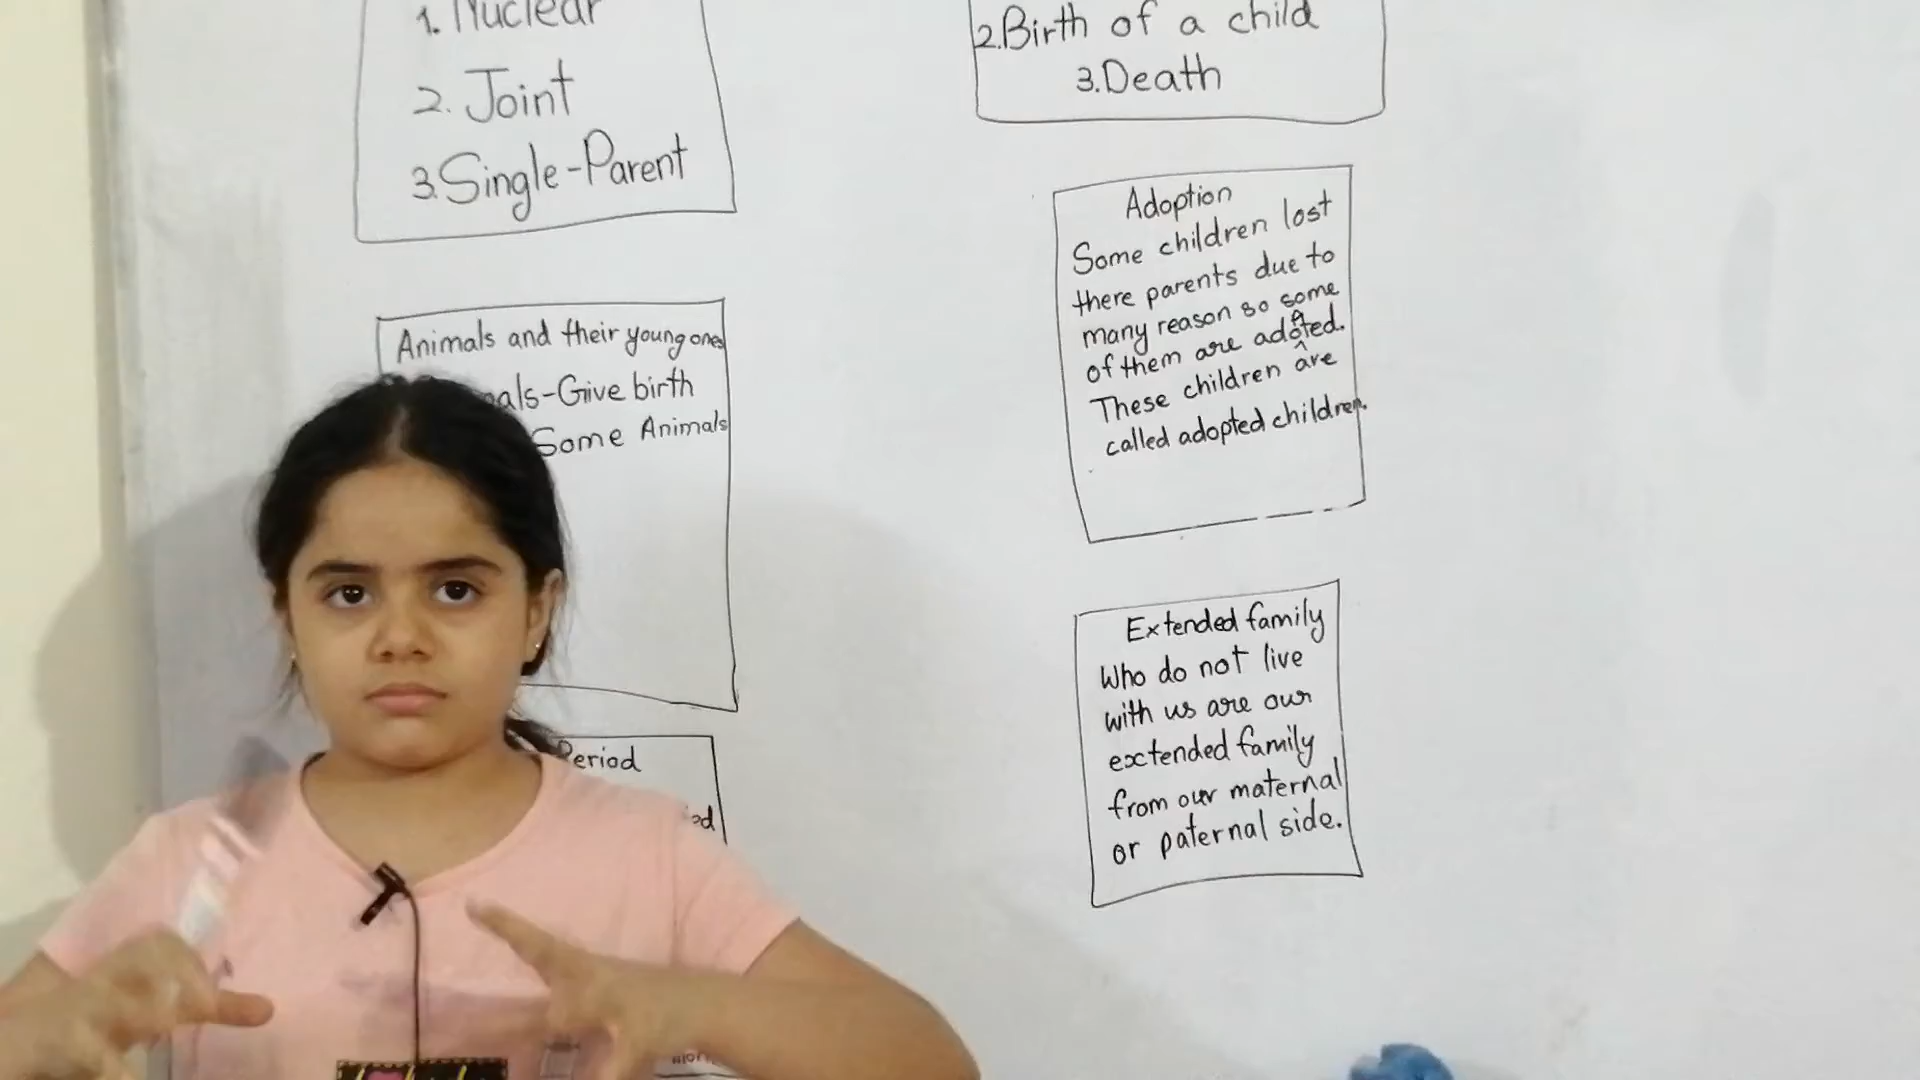 1. Nuclear
2. Joint
3. Single-Parent
Animals and their young ones
als-Give birth
Some Animals
Period
2.Birth of a child
3.Death
Adoption
Some children lost
there parents due to
many reason so some
of them are adopted.
These children are
called adopted children.
Extended family
Who do not live
with us are our
extended family
from our maternal
or paternal side.